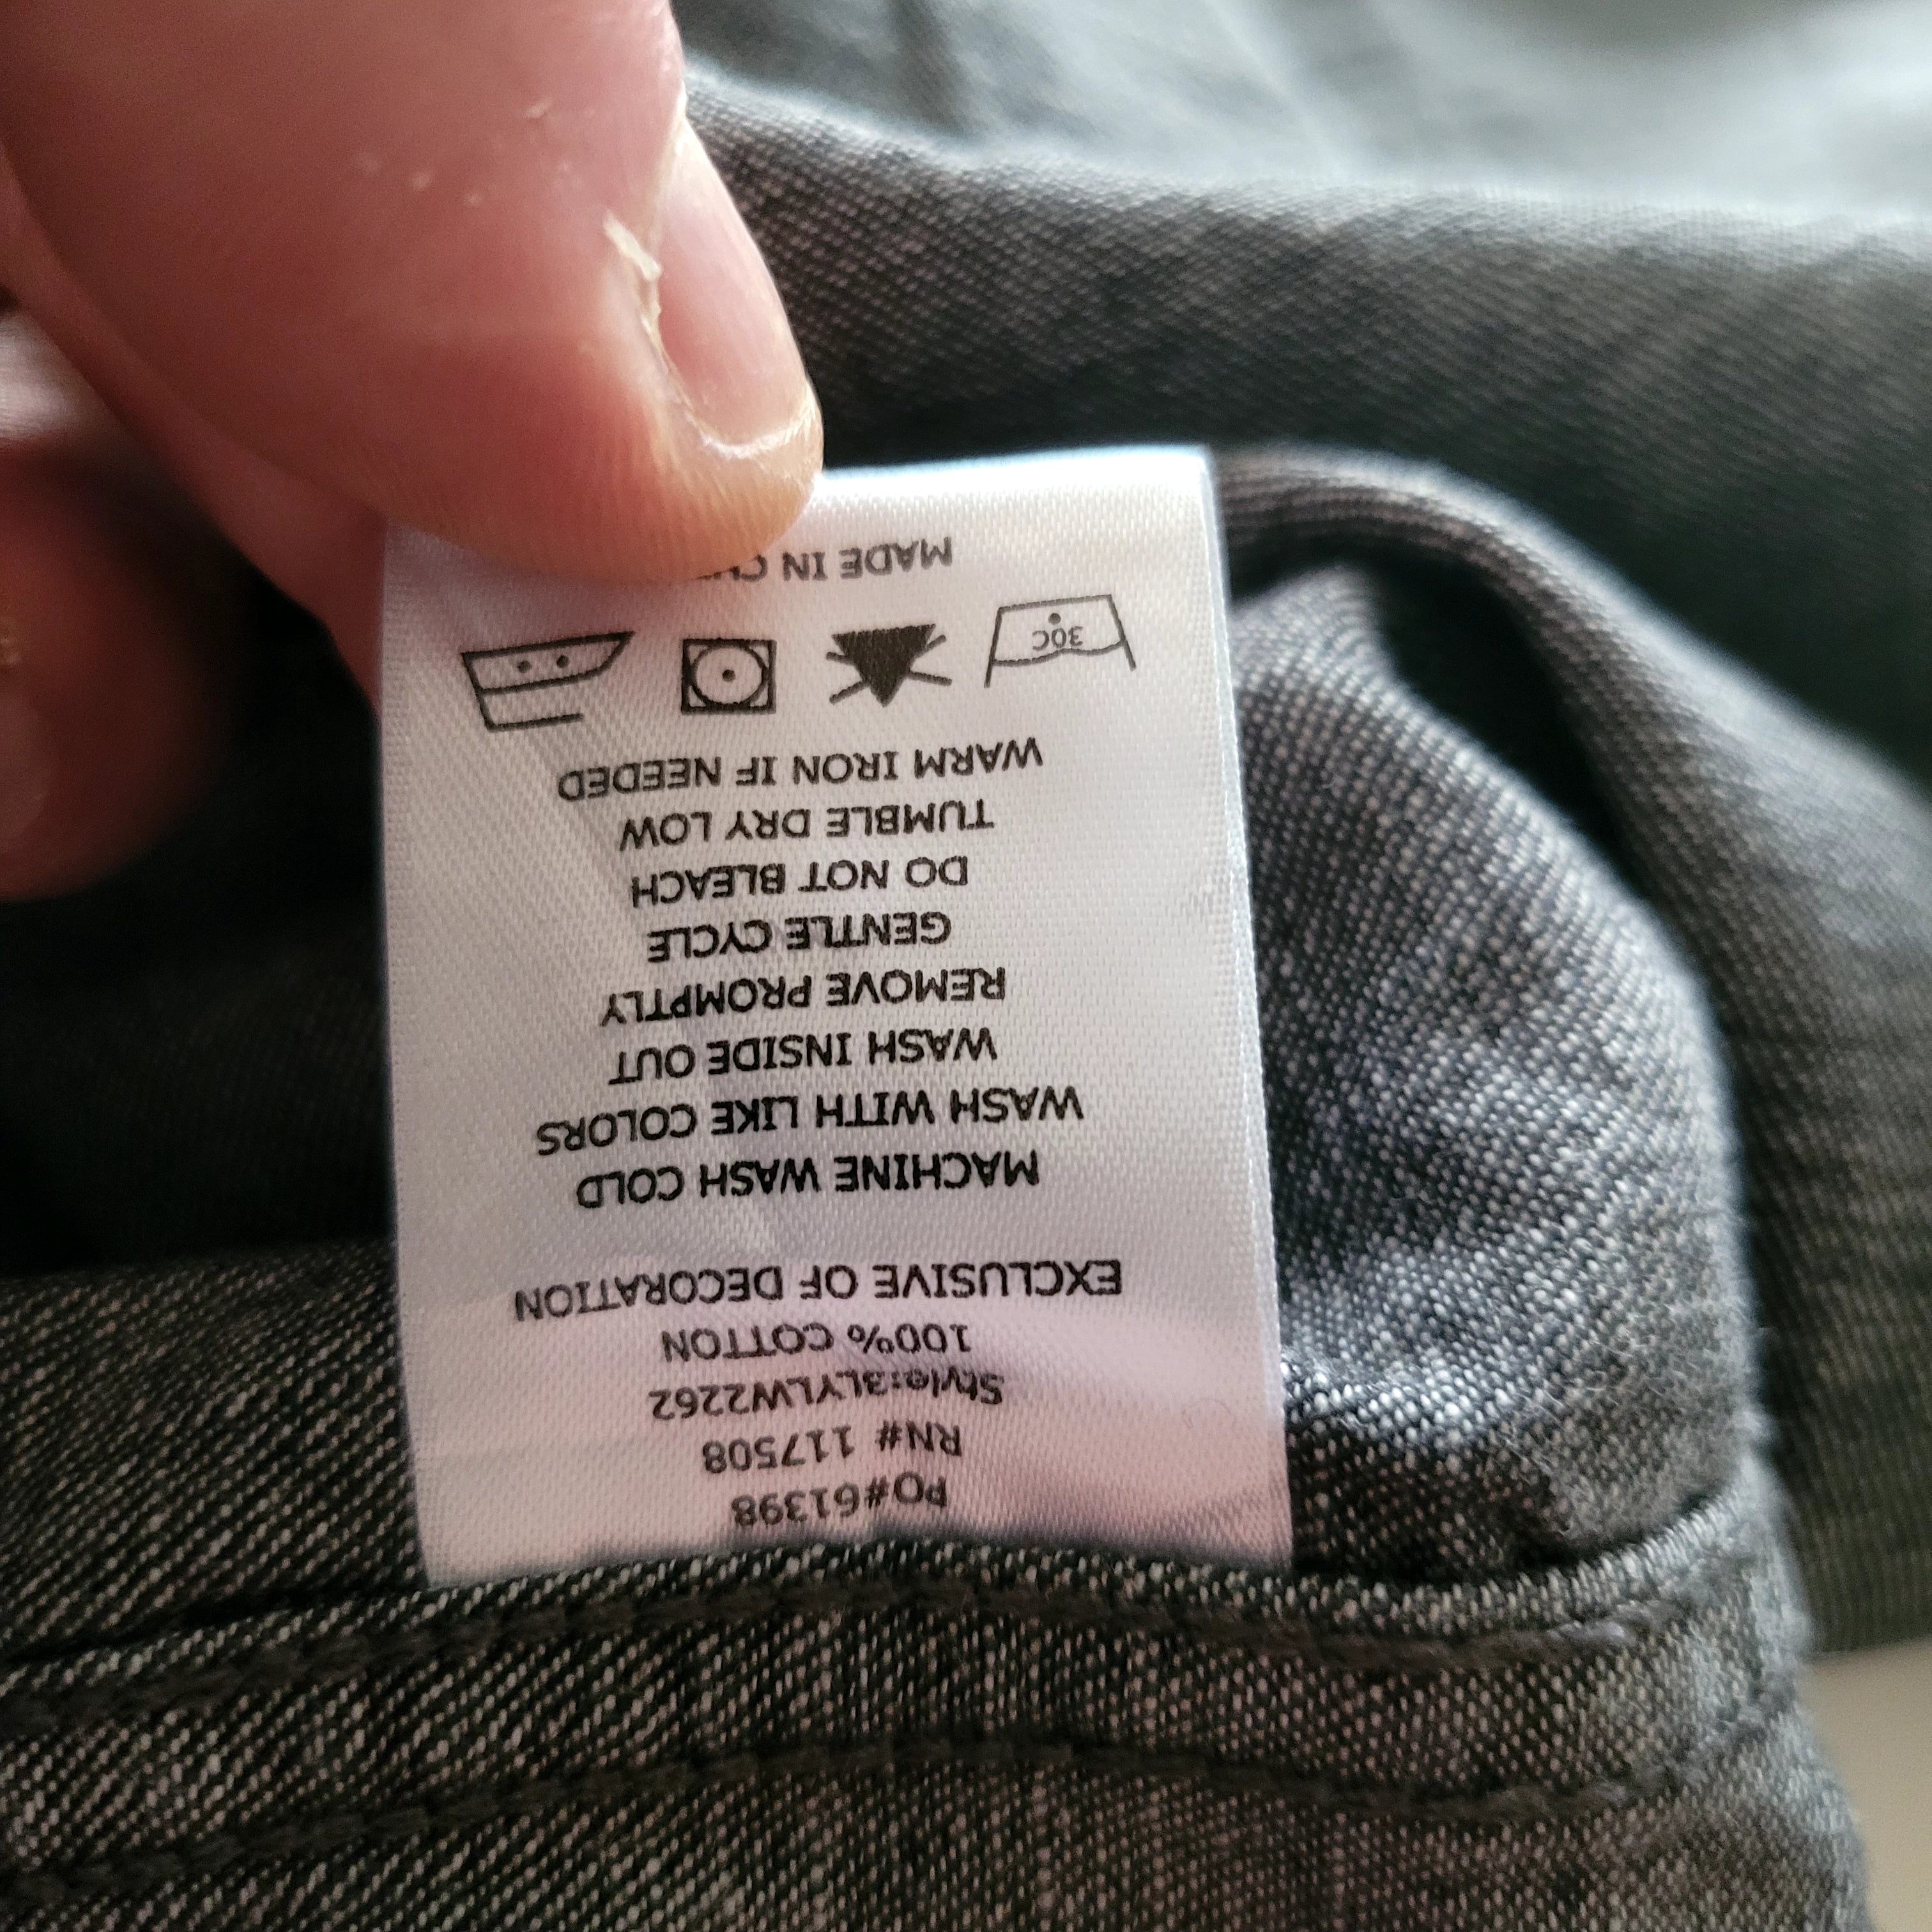 PO#61398
RN# 117508
Style:3LYLW2262
100% COTTON
EXCLUSIVE OF DECORATION
MACHINE WASH COLD
WASH WITH LIKE COLORS
WASH INSIDE OUT
REMOVE PROMPTLY
GENTLE CYCLE
DO NOT BLEACH
TUMBLE DRY LOW
WARM IRON IF NEEDED
30C
MADE IN